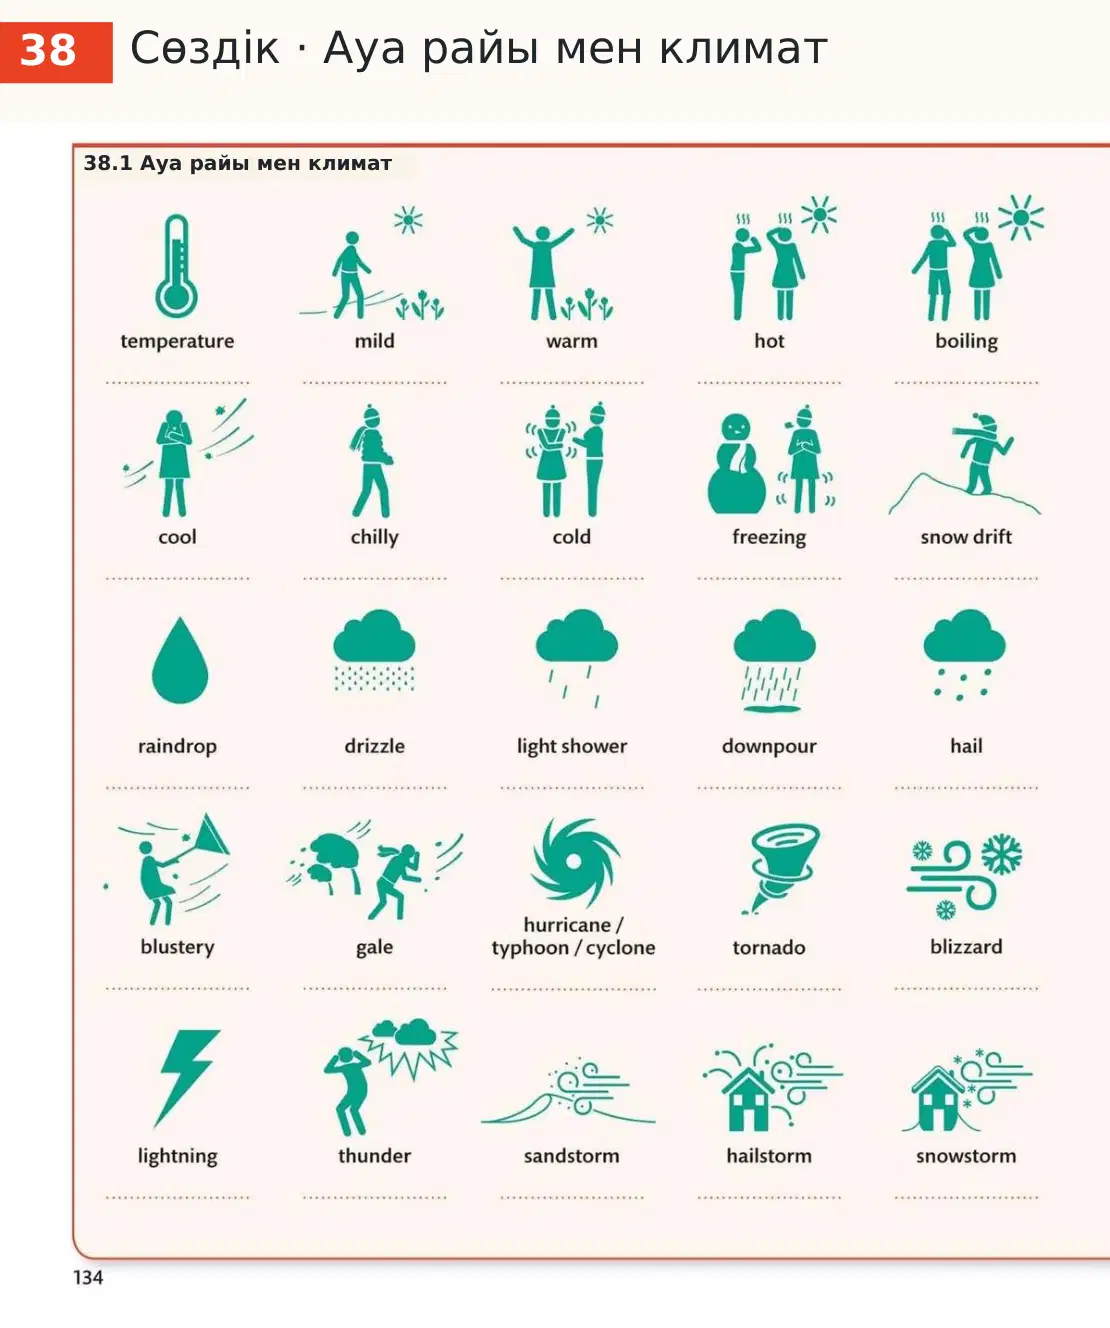 38 Сөздік · Ауа райы мен климат
38.1 Ауа райы мен климат
temperature mild warm hot boiling
cool chilly cold freezing snow drift
raindrop drizzle light shower downpour hail
hurricane /
blustery gale typhoon / cyclone tornado blizzard
lightning thunder sandstorm hailstorm snowstorm
134